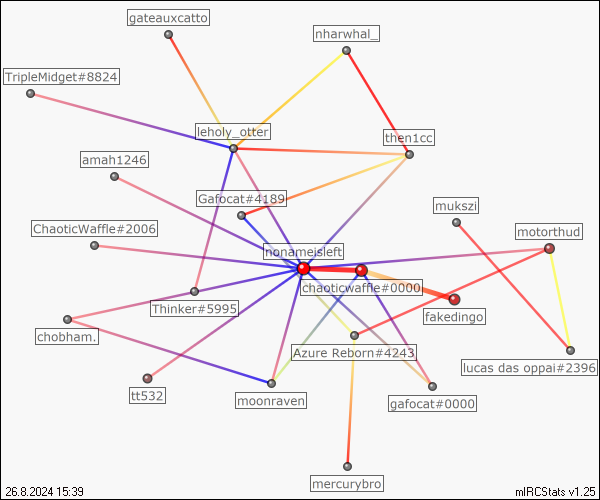 gateauxcatto
nharwhal_
TripleMidget#8824
leholy_otter
then1cc
amah1246
Gafocat#4189
mukszi
ChaoticWaffle#2006
motorthud
nonameisleft
chaoticwaffle#0000
Thinker#5995
fakedingo
chobham.
Azure Reborn#4243
lucas das oppai#2396
tt532
moonraven
gafocat#0000
mercurybro
26.8.2024 15:39
mIRCStats v1.25